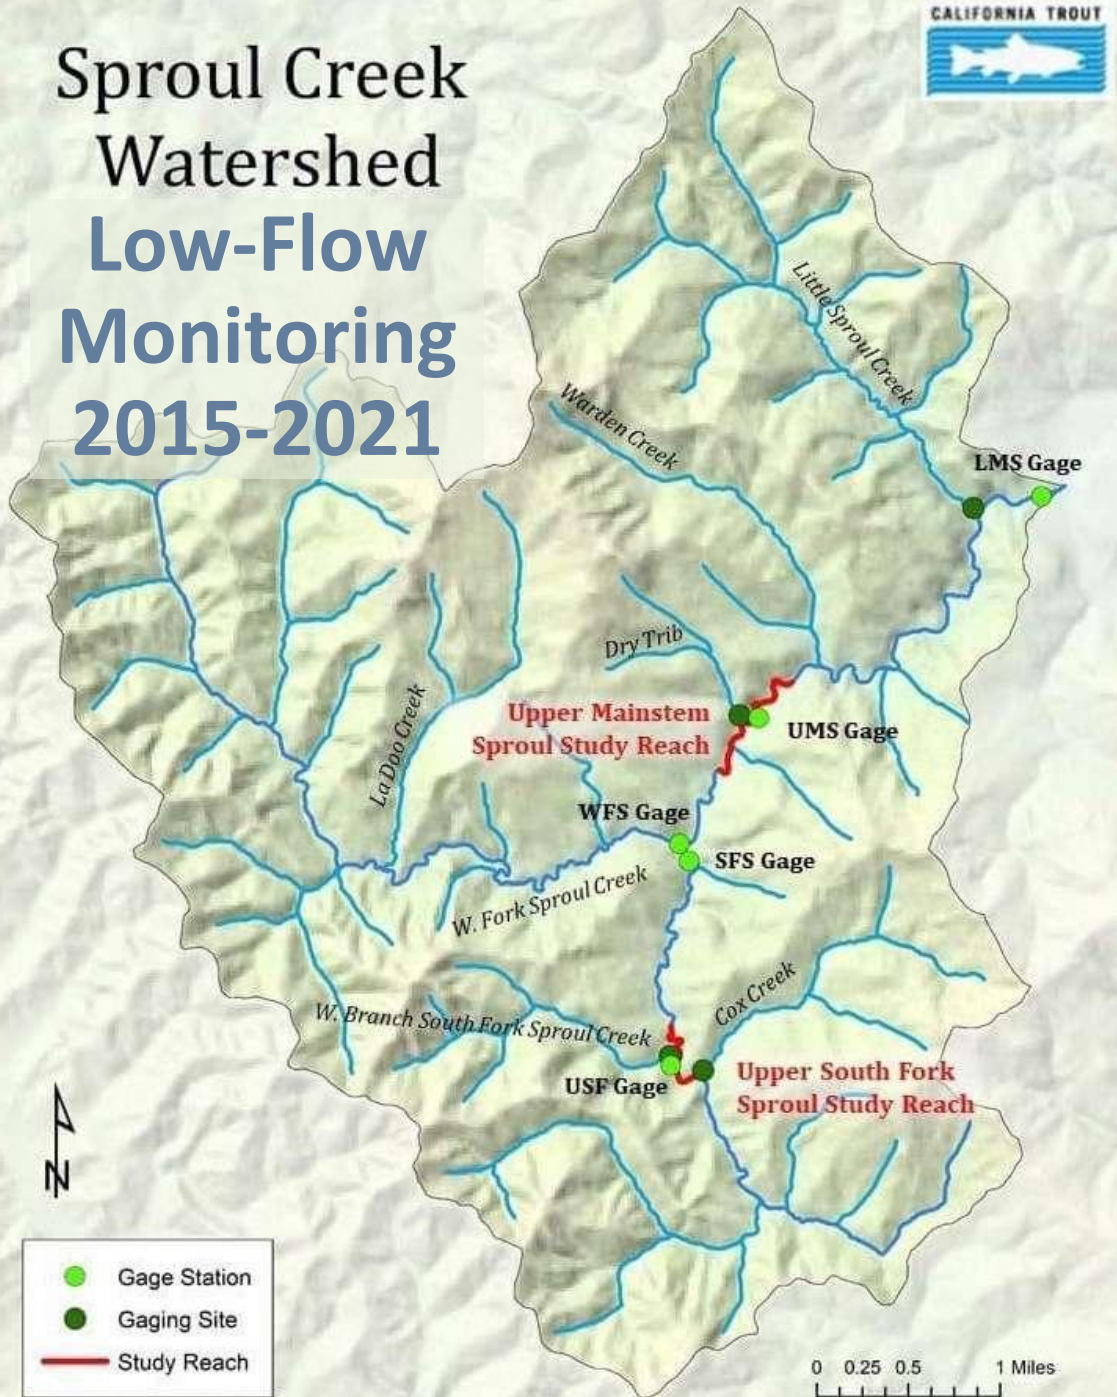 CALIFORNIA TROUT
Sproul Creek
Watershed
Low-Flow
Monitoring
2015-2021
Little Sproul Creek
Warden Creek
LMS Gage
Dry Trib
La Doo Creek
Upper Mainstem
Sproul Study Reach
UMS Gage
WFS Gage
SFS Gage
W. Fork Sproul Creek
Cox Creek
W. Branch South Fork Sproul Creek
USF Gage
Upper South Fork
Sproul Study Reach
N
Gage Station
Gaging Site
Study Reach
0 0.25 0.5 1 Miles